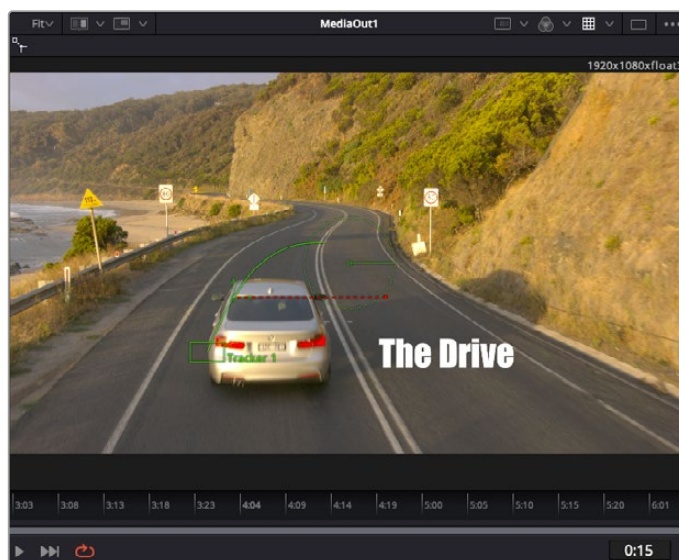 Fit
MediaOut1
1920x1080xfloat3
Tracker 1
The Drive
3:03 3:08 3:13 3:18 3:23 4:04 4:09 4:14 4:19 5:00 5:05 5:10 5:15 5:20 6:01
0:15